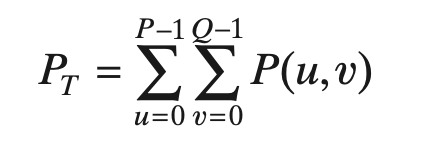 P_T = \sum_{u=0}^{P-1} \sum_{v=0}^{Q-1} P(u,v)